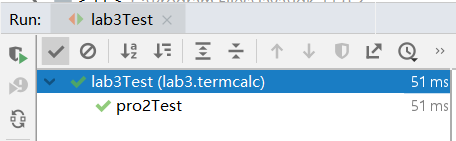 Run: lab3Test ×
lab3Test (lab3.termcalc) 51 ms
pro2Test 51 ms